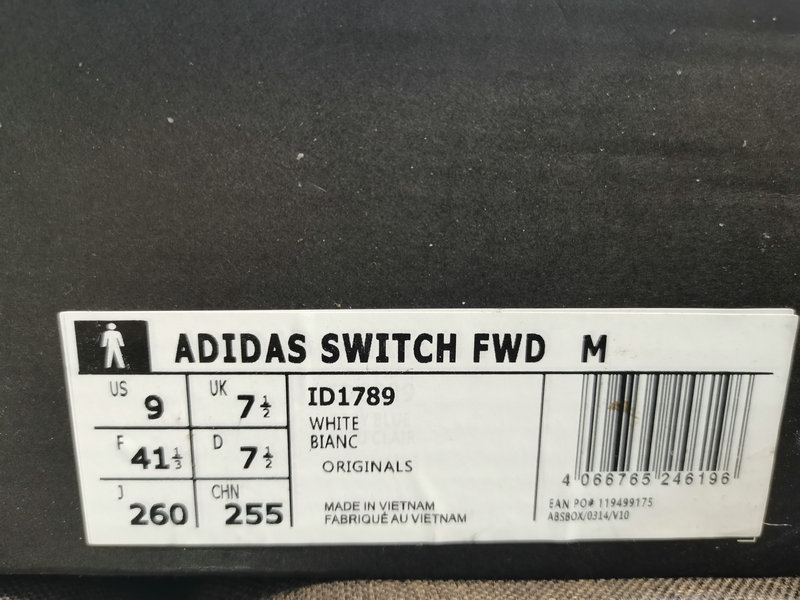 ADIDAS SWITCH FWD M
US 9 UK 7½
F 41⅓ D 7½
J 260 CHN 255
ID1789
WHITE
BIANC
ORIGINALS
MADE IN VIETNAM
FABRIQUÉ AU VIETNAM
4 066765 246196
EAN PO# 119499175
ABSBOX/0314/V10